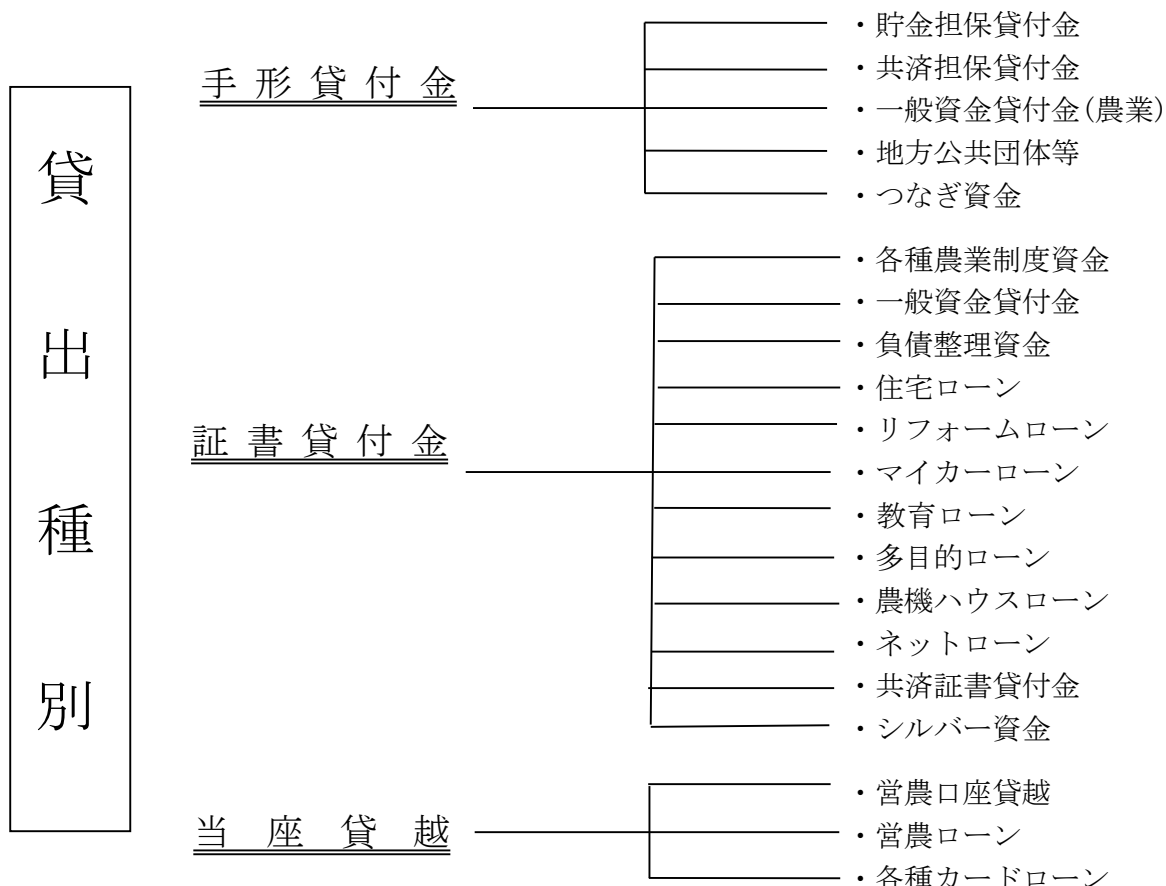 貸出種別
手形貸付金
・貯金担保貸付金
・共済担保貸付金
・一般資金貸付金(農業)
・地方公共団体等
・つなぎ資金
証書貸付金
・各種農業制度資金
・一般資金貸付金
・負債整理資金
・住宅ローン
・リフォームローン
・マイカーローン
・教育ローン
・多目的ローン
・農機ハウスローン
・ネットローン
・共済証書貸付金
・シルバー資金
当座貸越
・営農口座貸越
・営農ローン
・各種カードローン